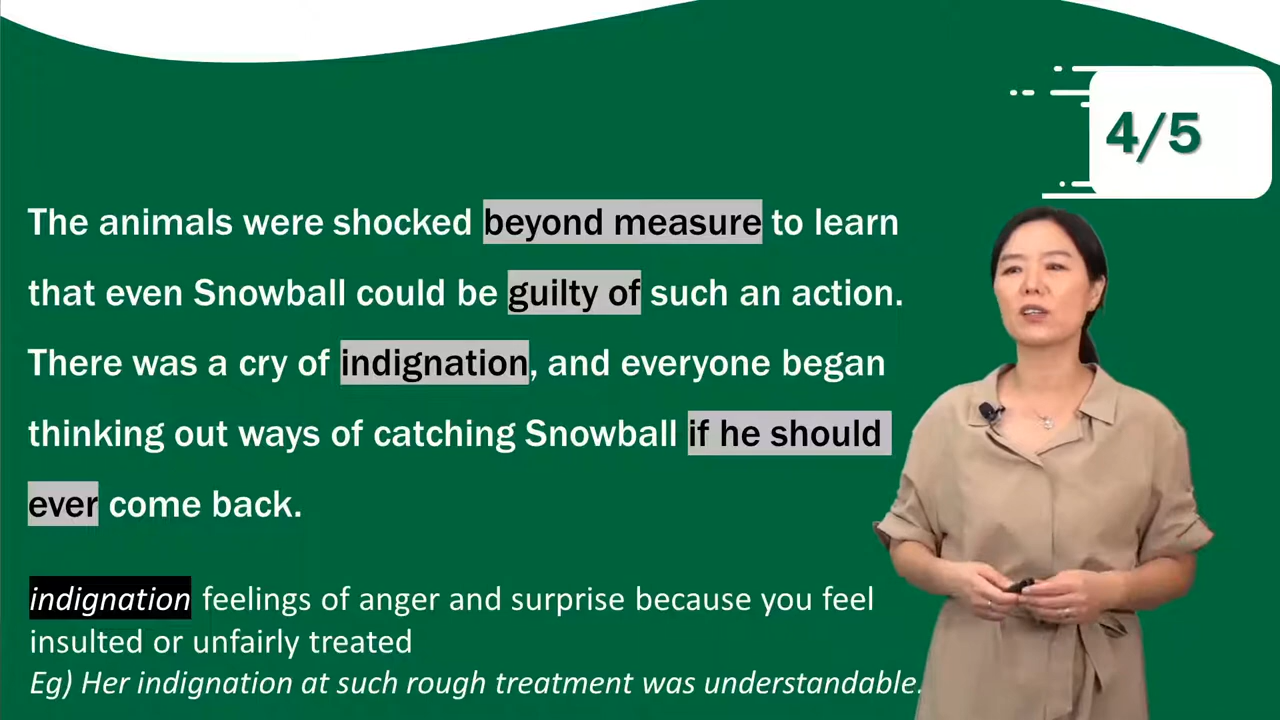 4/5
The animals were shocked beyond measure to learn
that even Snowball could be guilty of such an action.
There was a cry of indignation, and everyone began
thinking out ways of catching Snowball if he should
ever come back.
indignation feelings of anger and surprise because you feel
insulted or unfairly treated
Eg) Her indignation at such rough treatment was understandable.